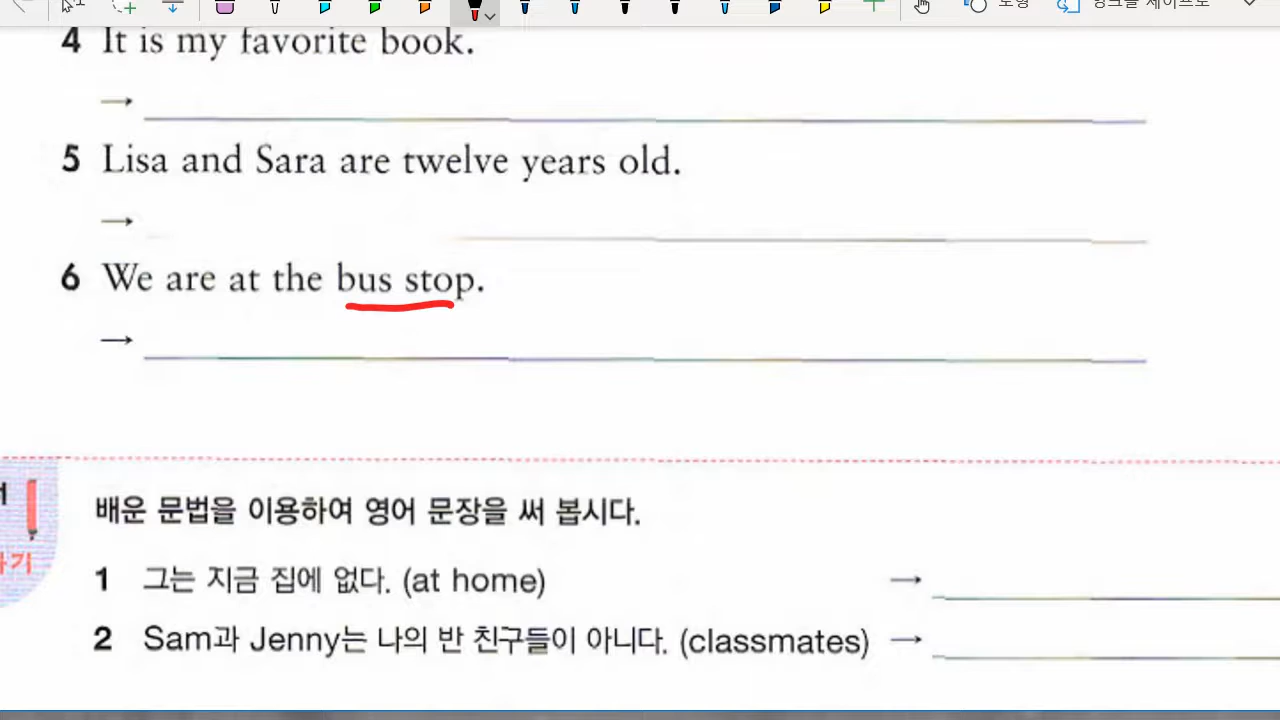 4 It is my favorite book.
→
5 Lisa and Sara are twelve years old.
→
6 We are at the bus stop.
→
배운 문법을 이용하여 영어 문장을 써 봅시다.
1 그는 지금 집에 없다. (at home) →
2 Sam과 Jenny는 나의 반 친구들이 아니다. (classmates) →